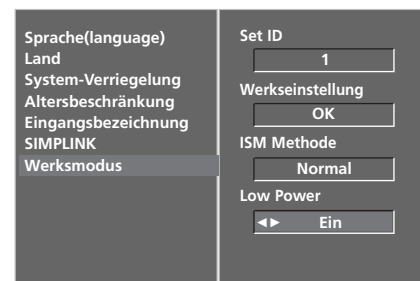 Sprache(language)
Land
System-Verriegelung
Altersbeschränkung
Eingangsbezeichnung
SIMPLINK
Werksmodus
Set ID
1
Werkseinstellung
OK
ISM Methode
Normal
Low Power
◄► Ein